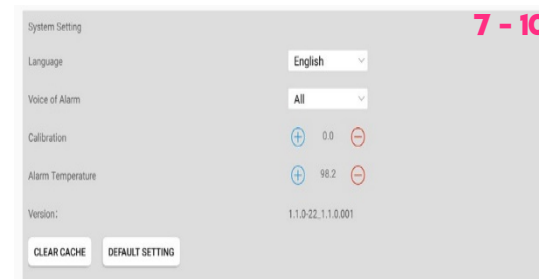 7 - 10
System Setting
Language English
Voice of Alarm All
Calibration 0.0
Alarm Temperature 98.2
Version: 1.1.0-22_1.1.0.001
CLEAR CACHE DEFAULT SETTING